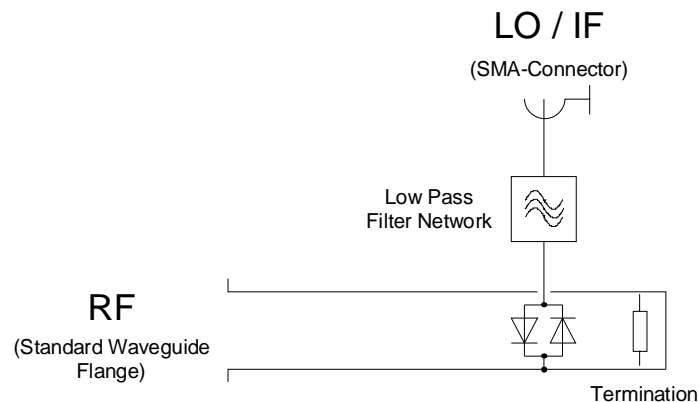 LO / IF
(SMA-Connector)
Low Pass
Filter Network
RF
(Standard Waveguide
Flange)
Termination